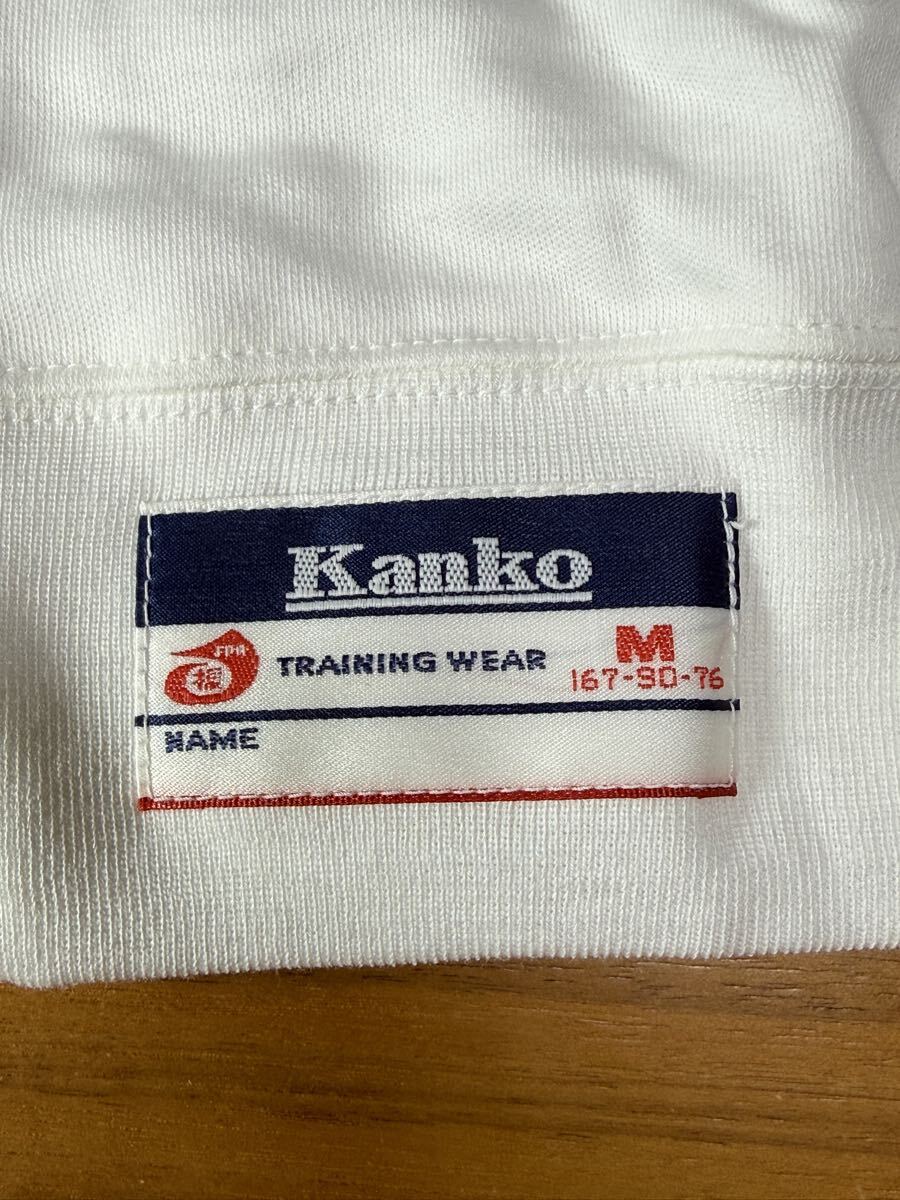 Kanko
TRAINING WEAR
M
167-90-76
NAME